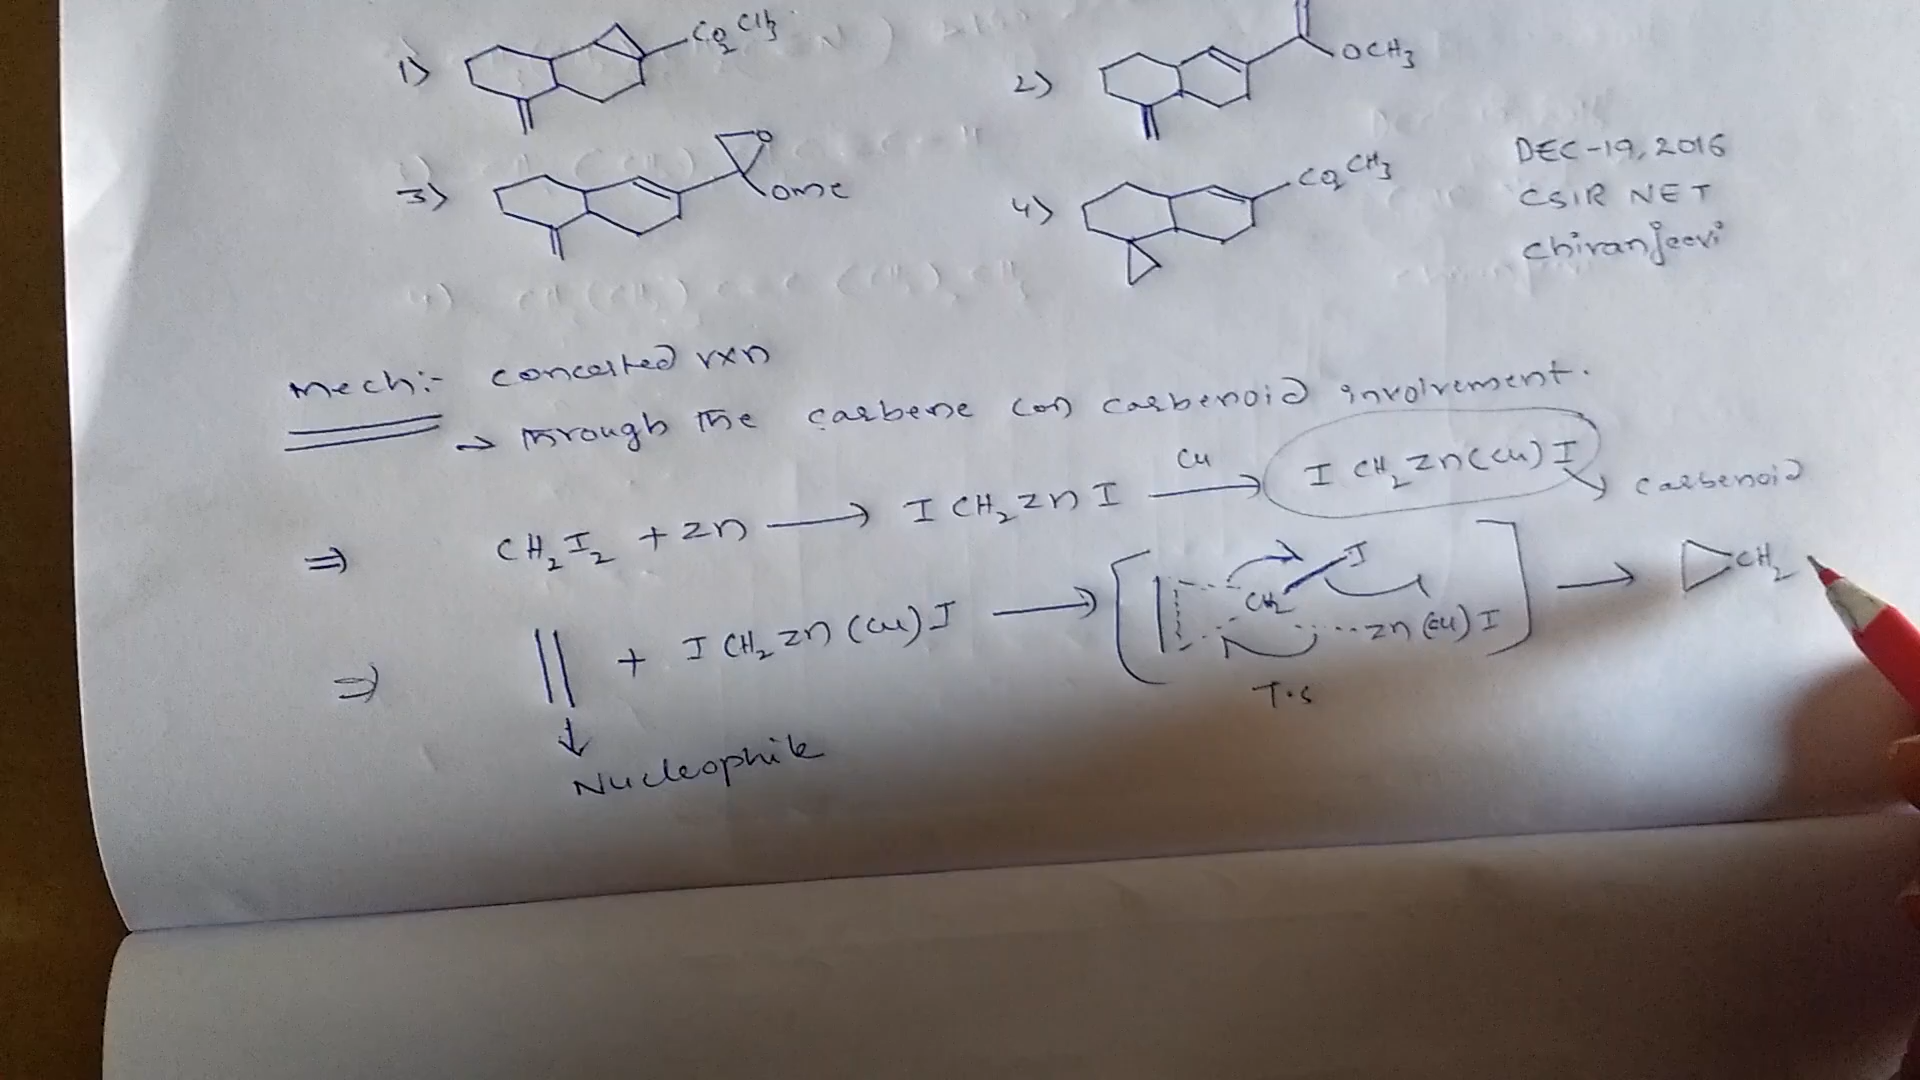 1) CO2CH3
2) OCH3
3) O
OMe
4) CO2CH3
DEC-19, 2016
CSIR NET
Chiranjeevi
Mech:- concerted rxn
→ Through the carbene (or) carbenoid involvement.
⇒ CH2I2 + Zn → ICH2ZnI Cu → ICH2Zn(Cu)I → carbenoid
⇒ + ICH2Zn(Cu)I → [ CH2 I Zn(Cu)I ] → CH2
T.S
↓
Nucleophile